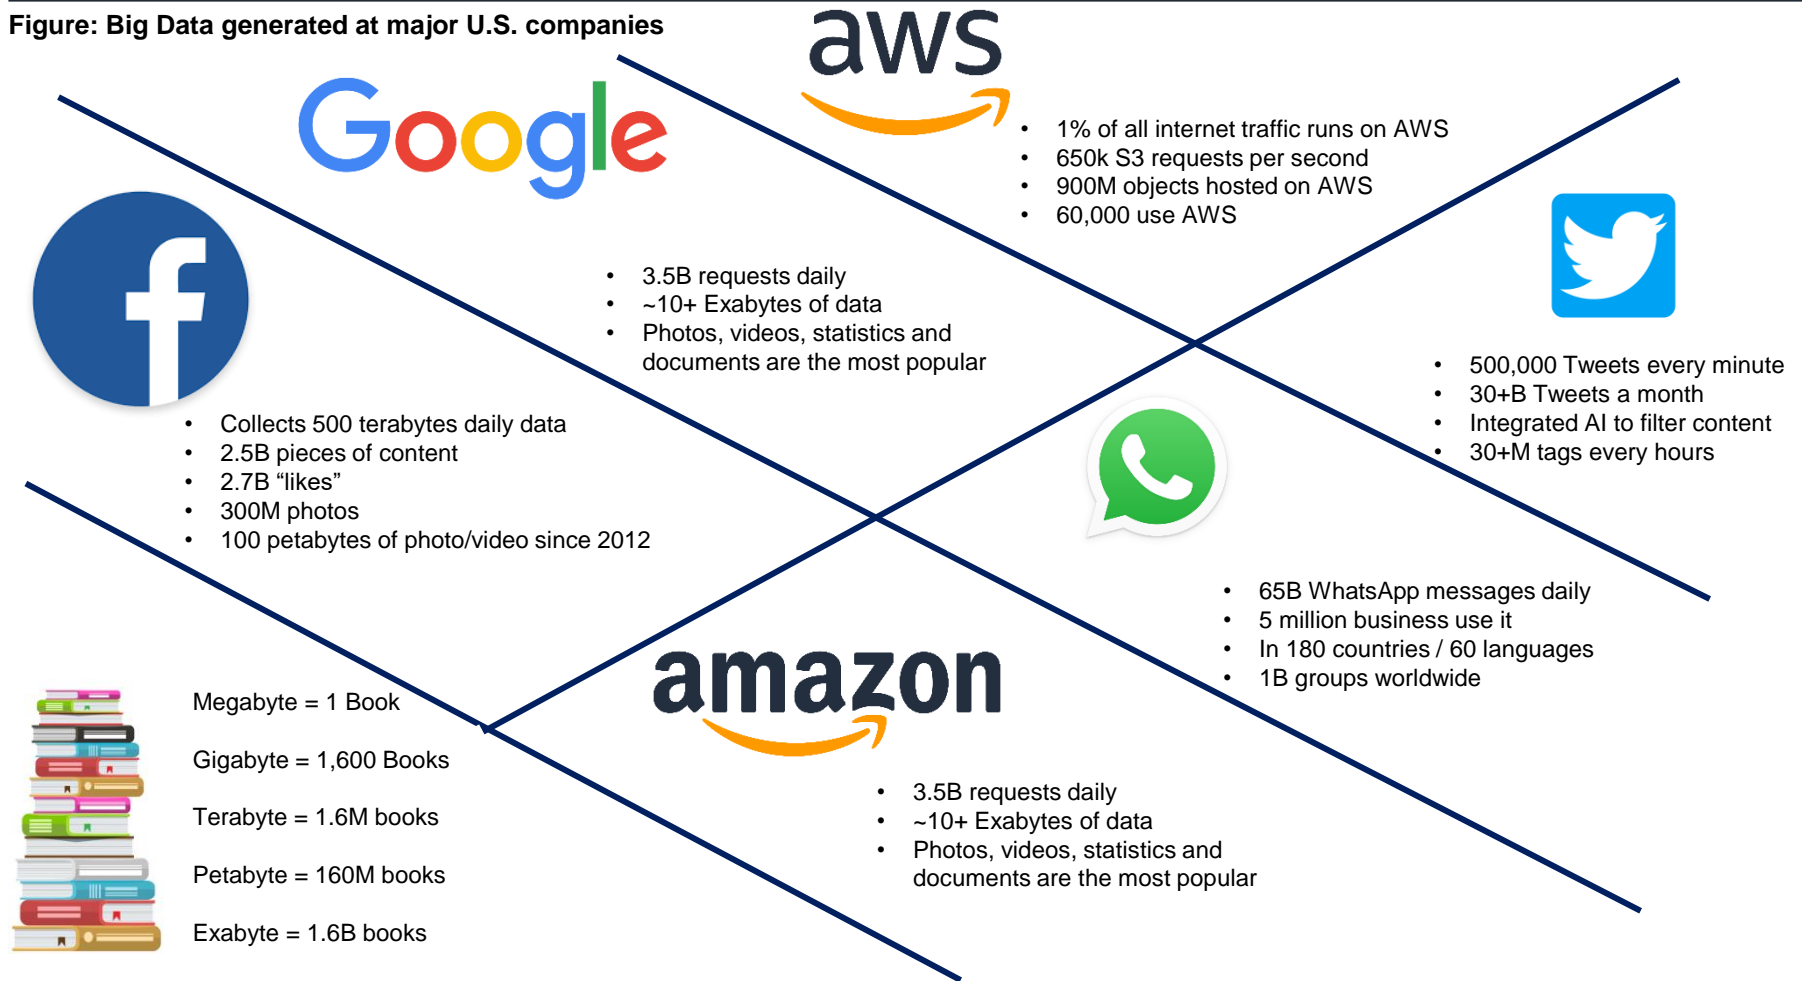 Figure: Big Data generated at major U.S. companies
aws
Google
• 1% of all internet traffic runs on AWS
• 650k S3 requests per second
• 900M objects hosted on AWS
• 60,000 use AWS
• 3.5B requests daily
• ~10+ Exabytes of data
• Photos, videos, statistics and
documents are the most popular
f
• Collects 500 terabytes daily data
• 2.5B pieces of content
• 2.7B “likes”
• 300M photos
• 100 petabytes of photo/video since 2012
• 500,000 Tweets every minute
• 30+B Tweets a month
• Integrated AI to filter content
• 30+M tags every hours
• 65B WhatsApp messages daily
• 5 million business use it
• In 180 countries / 60 languages
• 1B groups worldwide
amazon
• 3.5B requests daily
• ~10+ Exabytes of data
• Photos, videos, statistics and
documents are the most popular
Megabyte = 1 Book
Gigabyte = 1,600 Books
Terabyte = 1.6M books
Petabyte = 160M books
Exabyte = 1.6B books